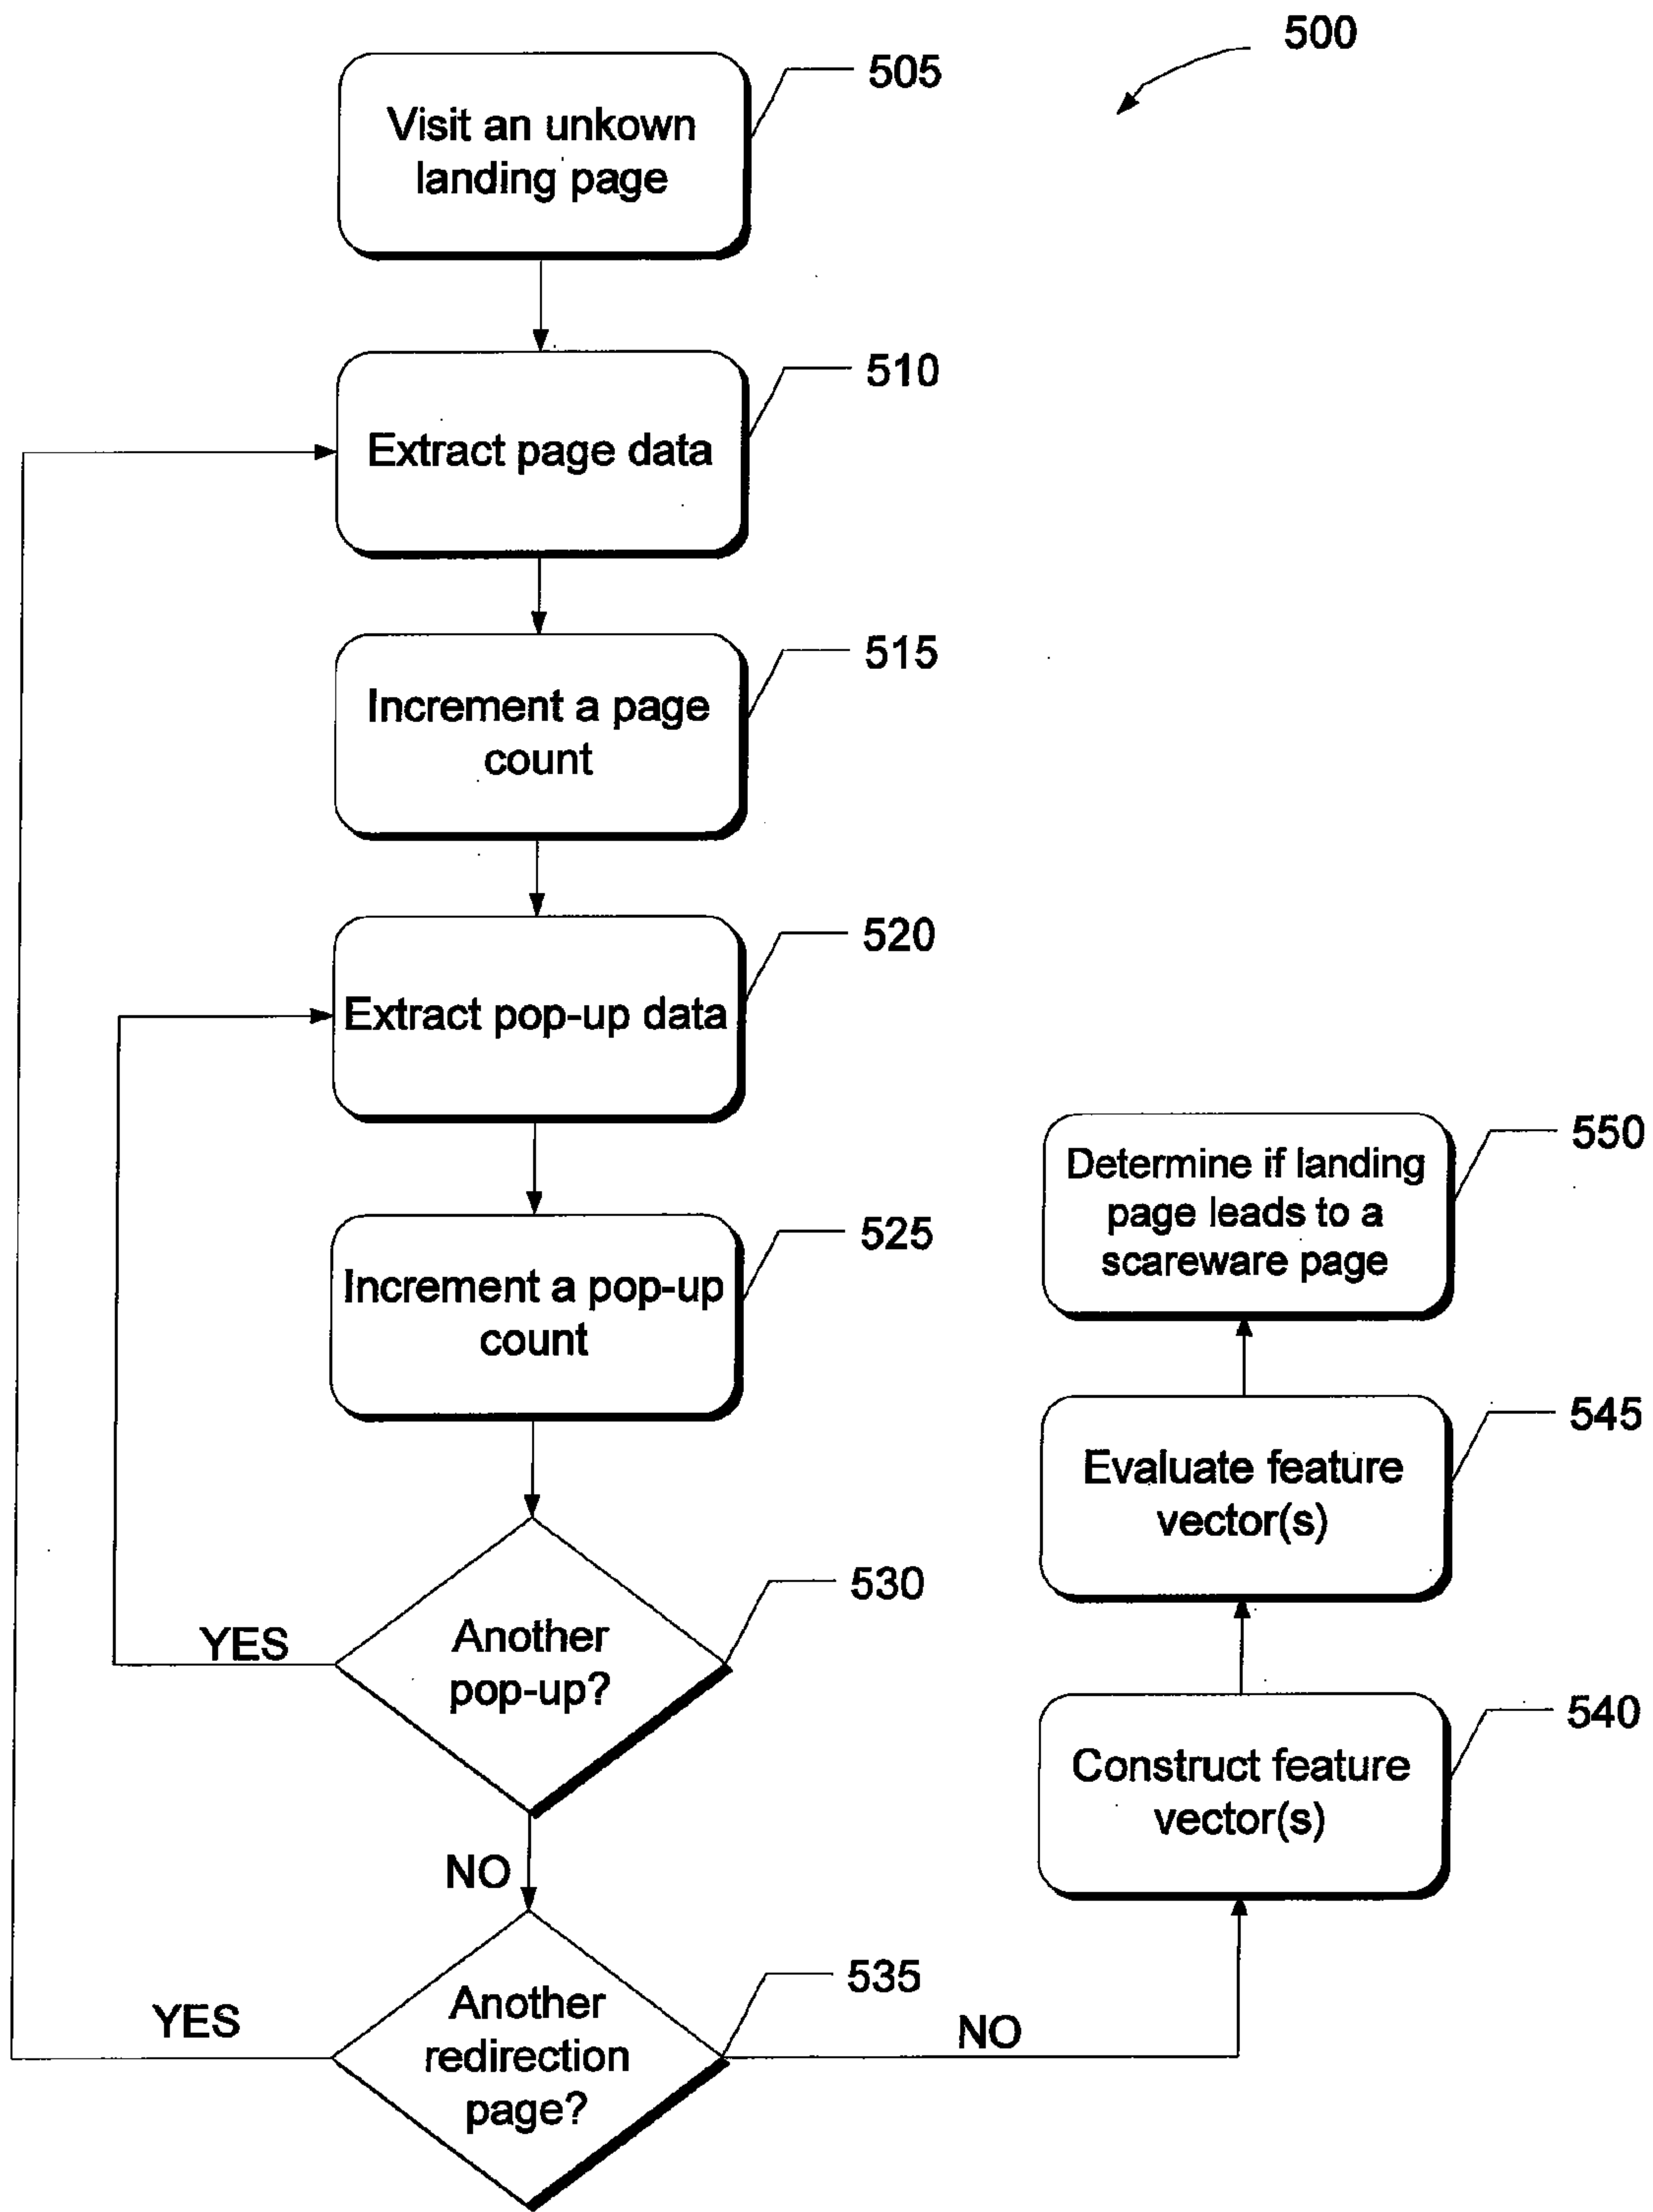 500
505
Visit an unkown
landing page
510
Extract page data
515
Increment a page
count
520
Extract pop-up data
525
Increment a pop-up
count
530
Another
pop-up?
YES
NO
535
Another
redirection
page?
YES
NO
540
Construct feature
vector(s)
545
Evaluate feature
vector(s)
550
Determine if landing
page leads to a
scareware page